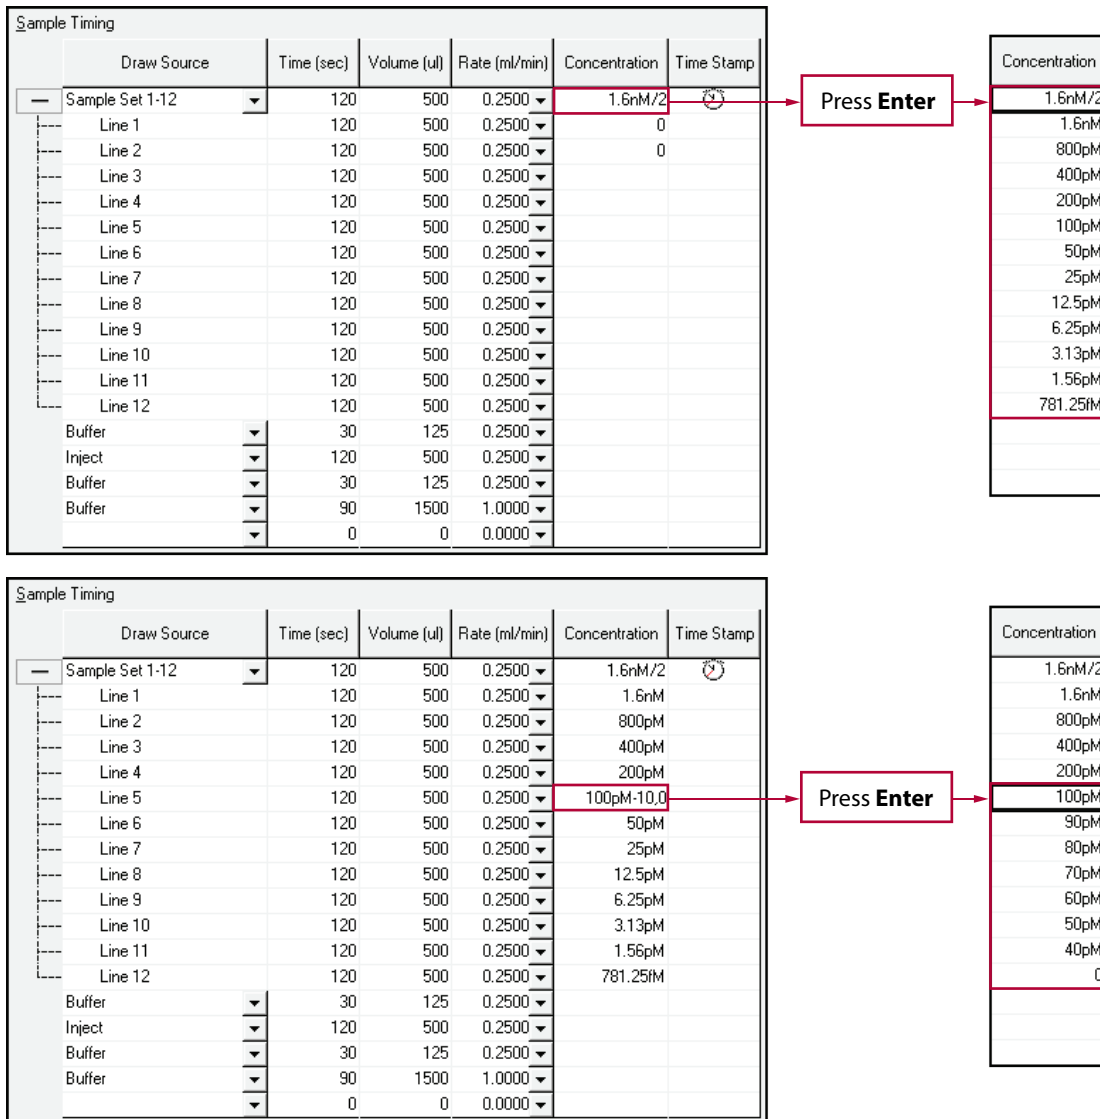 Sample Timing
Draw Source Time (sec) Volume (ul) Rate (ml/min) Concentration Time Stamp
Sample Set 1-12 120 500 0.2500 1.6nM/2
Line 1 120 500 0.2500 0
Line 2 120 500 0.2500 0
Line 3 120 500 0.2500
Line 4 120 500 0.2500
Line 5 120 500 0.2500
Line 6 120 500 0.2500
Line 7 120 500 0.2500
Line 8 120 500 0.2500
Line 9 120 500 0.2500
Line 10 120 500 0.2500
Line 11 120 500 0.2500
Line 12 120 500 0.2500
Buffer 30 125 0.2500
Inject 120 500 0.2500
Buffer 30 125 0.2500
Buffer 90 1500 1.0000
0 0 0.0000
Press Enter
Concentration
1.6nM/2
1.6nM
800pM
400pM
200pM
100pM
50pM
25pM
12.5pM
6.25pM
3.13pM
1.56pM
781.25fM
Sample Timing
Draw Source Time (sec) Volume (ul) Rate (ml/min) Concentration Time Stamp
Sample Set 1-12 120 500 0.2500 1.6nM/2
Line 1 120 500 0.2500 1.6nM
Line 2 120 500 0.2500 800pM
Line 3 120 500 0.2500 400pM
Line 4 120 500 0.2500 200pM
Line 5 120 500 0.2500 100pM-10,0
Line 6 120 500 0.2500 50pM
Line 7 120 500 0.2500 25pM
Line 8 120 500 0.2500 12.5pM
Line 9 120 500 0.2500 6.25pM
Line 10 120 500 0.2500 3.13pM
Line 11 120 500 0.2500 1.56pM
Line 12 120 500 0.2500 781.25fM
Buffer 30 125 0.2500
Inject 120 500 0.2500
Buffer 30 125 0.2500
Buffer 90 1500 1.0000
0 0 0.0000
Press Enter
Concentration
1.6nM/2
1.6nM
800pM
400pM
200pM
100pM
90pM
80pM
70pM
60pM
50pM
40pM
0